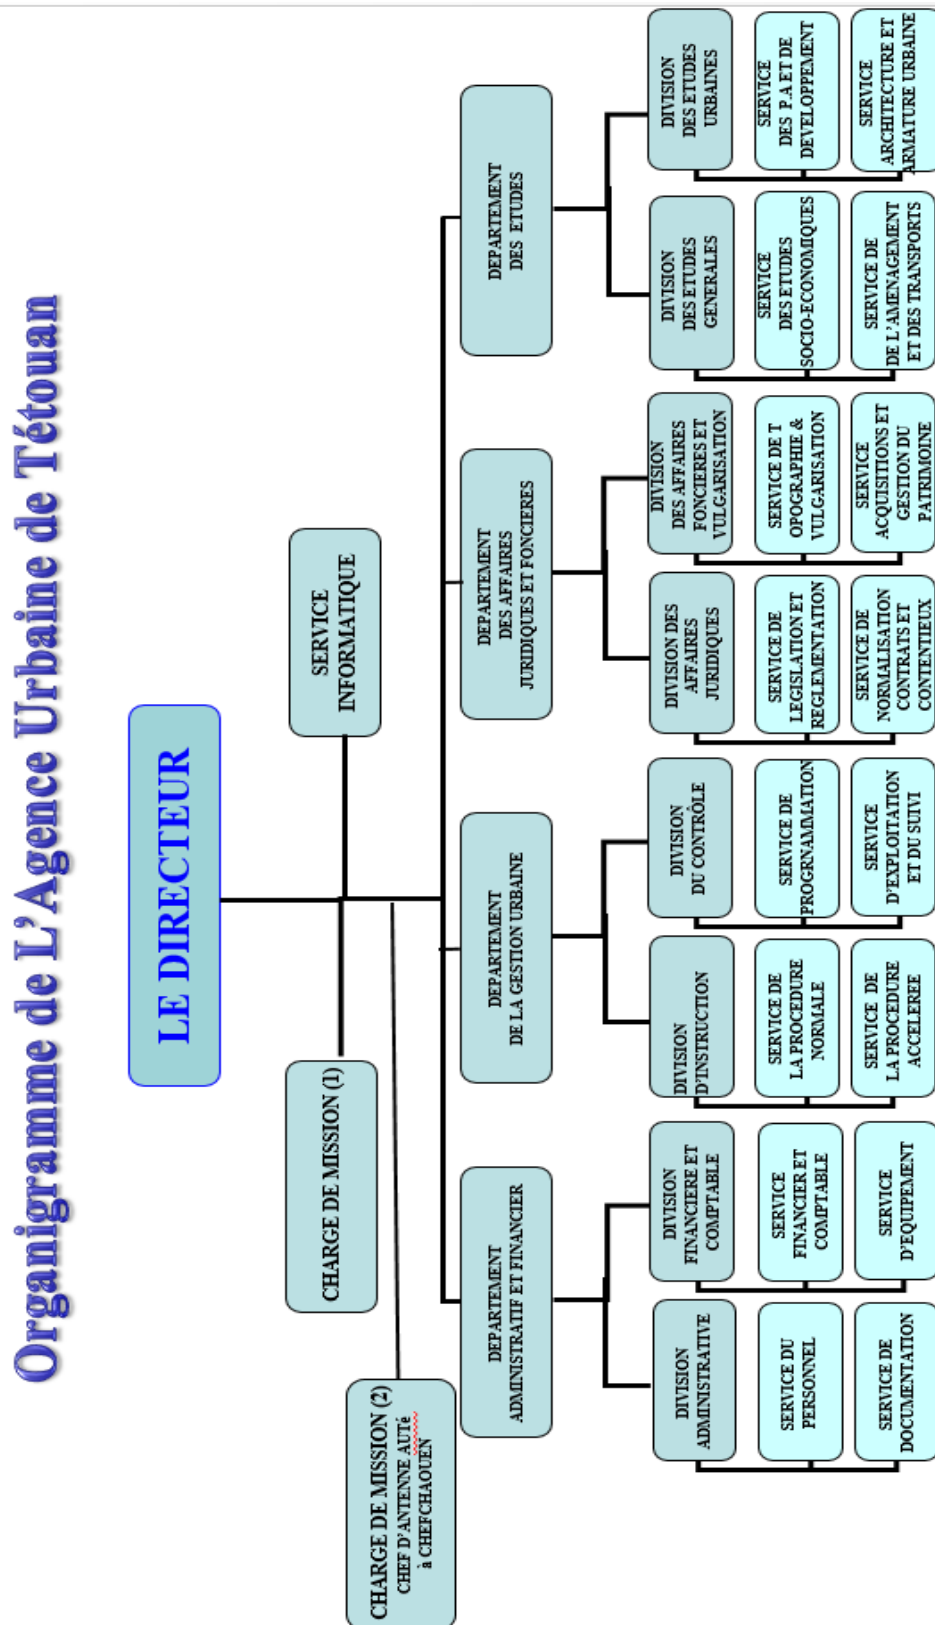 Organigramme de L’Agence Urbaine de Tétouan
LE DIRECTEUR
CHARGE DE MISSION (1)
SERVICE
INFORMATIQUE
CHARGE DE MISSION (2)
CHEF D’ANTENNE AUTé
à CHEFCHAOUEN
DEPARTEMENT
ADMINISTRATIF ET FINANCIER
DEPARTEMENT
DE LA GESTION URBAINE
DEPARTEMENT
DES AFFAIRES
JURIDIQUES ET FONCIERES
DEPARTEMENT
DES ETUDES
DIVISION
ADMINISTRATIVE
DIVISION
FINANCIERE ET
COMPTABLE
DIVISION
D’INSTRUCTION
DIVISION
DU CONTRÔLE
DIVISION DES
AFFAIRES
JURIDIQUES
DIVISION
DES AFFAIRES
FONCIERES ET
VULGARISATION
DIVISION
DES ETUDES
GENERALES
DIVISION
DES ETUDES
URBAINES
SERVICE DU
PERSONNEL
SERVICE
FINANCIER ET
COMPTABLE
SERVICE DE
LA PROCEDURE
NORMALE
SERVICE DE
PROGRNAMMATION
SERVICE DE
LEGISLATION ET
REGLEMENTATION
SERVICE DE T
OPOGRAPHIE &
VULGARISATION
SERVICE
DES ETUDES
SOCIO-ECONOMIQUES
SERVICE
DES P.A ET DE
DEVELOPPEMENT
SERVICE DE
DOCUMENTATION
SERVICE
D’EQUIPEMENT
SERVICE DE
LA PROCEDURE
ACCELEREE
SERVICE
D’EXPLOITATION
ET DU SUIVI
SERVICE DE
NORMALISATION
CONTRATS ET
CONTENTIEUX
SERVICE
ACQUISITIONS ET
GESTION DU
PATRIMOINE
SERVICE DE
DE L’AMENAGEMENT
ET DES TRANSPORTS
SERVICE
ARCHITECTURE ET
ARMATURE URBAINE